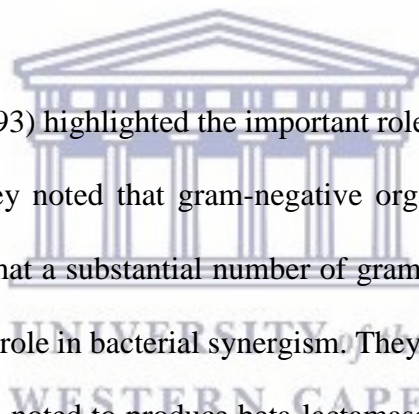 93) highlighted the important role
ey noted that gram-negative org
hat a substantial number of gram
role in bacterial synergism. They
UNIVERSITY of the
WESTERN CAPE
noted to produce beta lactamas